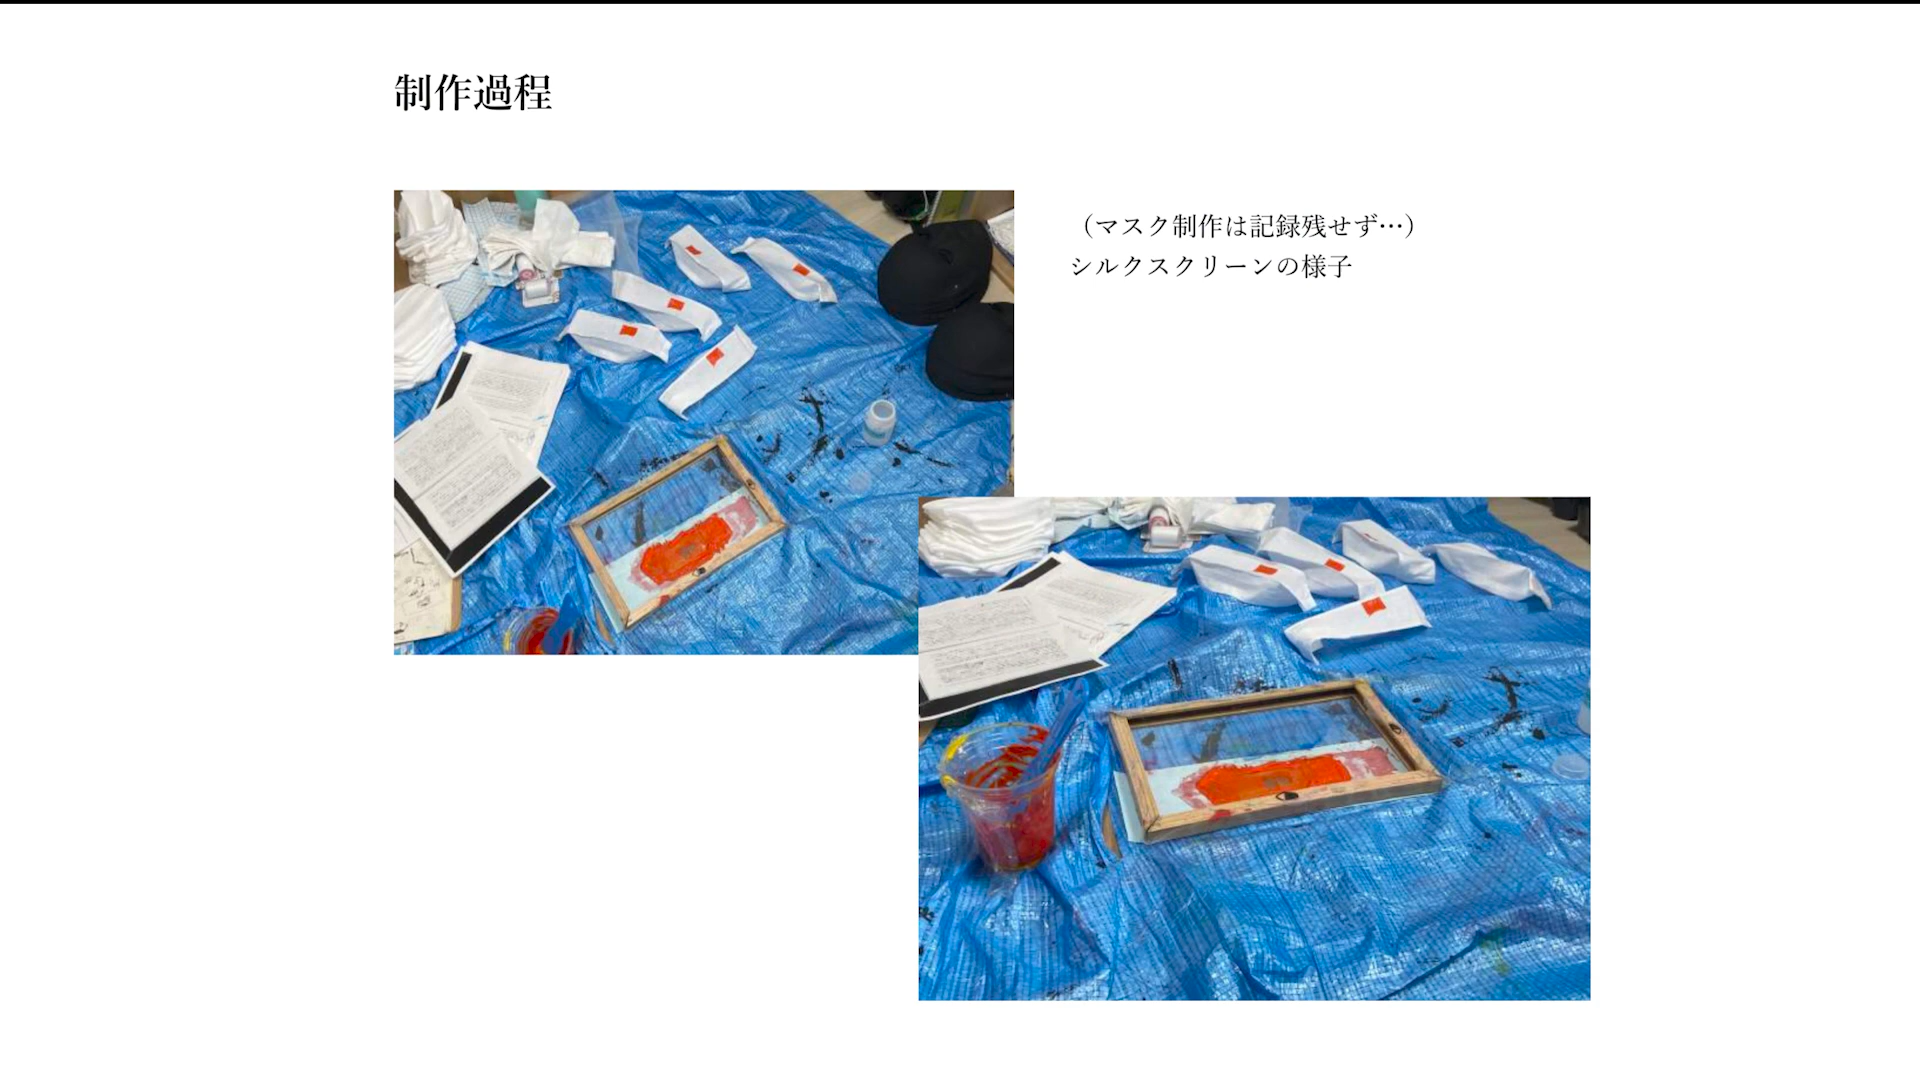 制作過程
（マスク制作は記録残せず…）
シルクスクリーンの様子